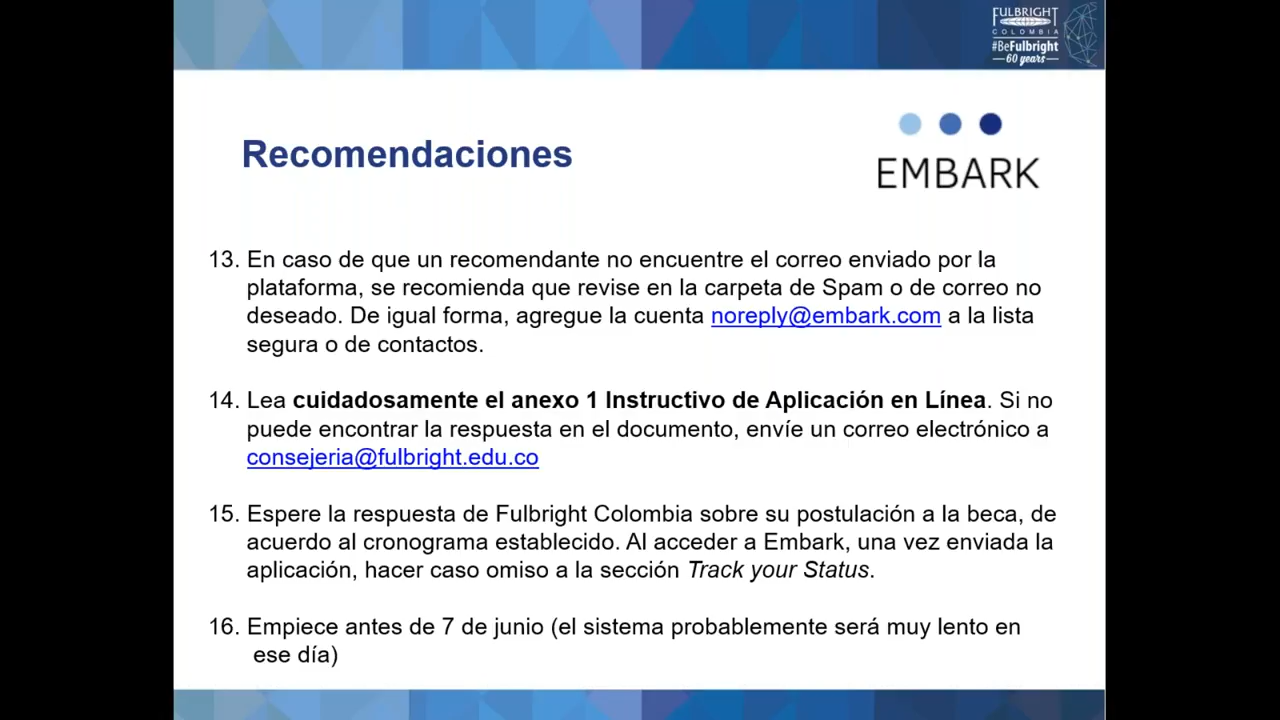 FULBRIGHT
COLOMBIA
#BeFulbright
60 years
Recomendaciones
EMBARK
13. En caso de que un recomendante no encuentre el correo enviado por la
plataforma, se recomienda que revise en la carpeta de Spam o de correo no
deseado. De igual forma, agregue la cuenta noreply@embark.com a la lista
segura o de contactos.
14. Lea cuidadosamente el anexo 1 Instructivo de Aplicación en Línea. Si no
puede encontrar la respuesta en el documento, envíe un correo electrónico a
consejeria@fulbright.edu.co
15. Espere la respuesta de Fulbright Colombia sobre su postulación a la beca, de
acuerdo al cronograma establecido. Al acceder a Embark, una vez enviada la
aplicación, hacer caso omiso a la sección Track your Status.
16. Empiece antes de 7 de junio (el sistema probablemente será muy lento en
ese día)